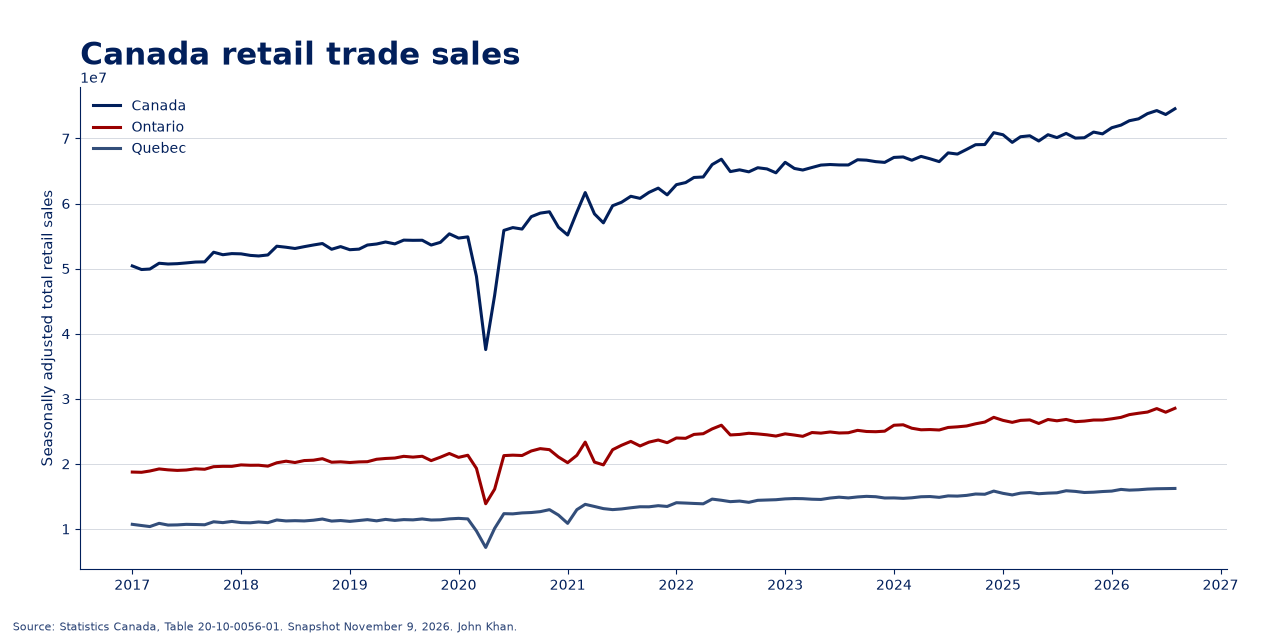 Canada retail trade sales
1e7
Canada
Ontario
Quebec
Seasonally adjusted total retail sales
7
6
5
4
3
2
1
2017 2018 2019 2020 2021 2022 2023 2024 2025 2026 2027
Source: Statistics Canada, Table 20-10-0056-01. Snapshot November 9, 2026. John Khan.